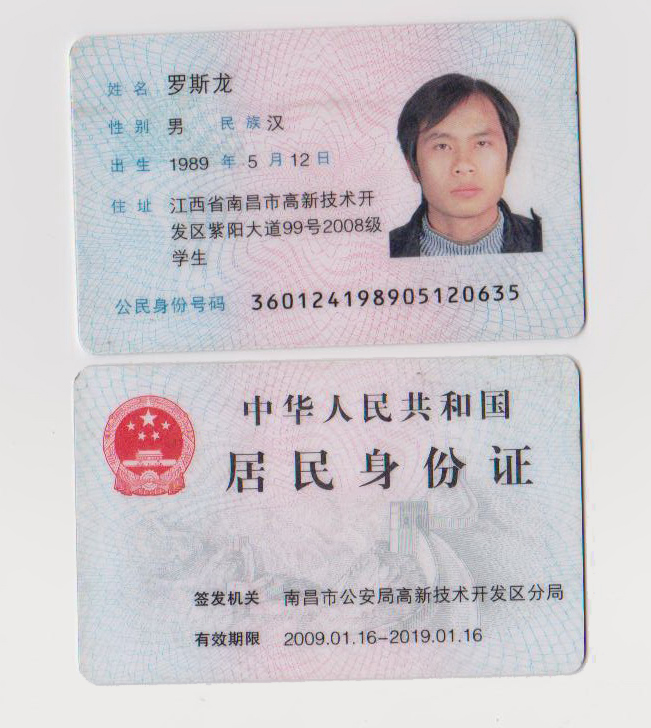 姓名 罗斯龙
性别 男 民族 汉
出生 1989 年 5 月 12 日
住址 江西省南昌市高新技术开
发区紫阳大道99号2008级
学生
公民身份号码 360124198905120635
中华人民共和国
居民身份证
签发机关 南昌市公安局高新技术开发区分局
有效期限 2009.01.16-2019.01.16